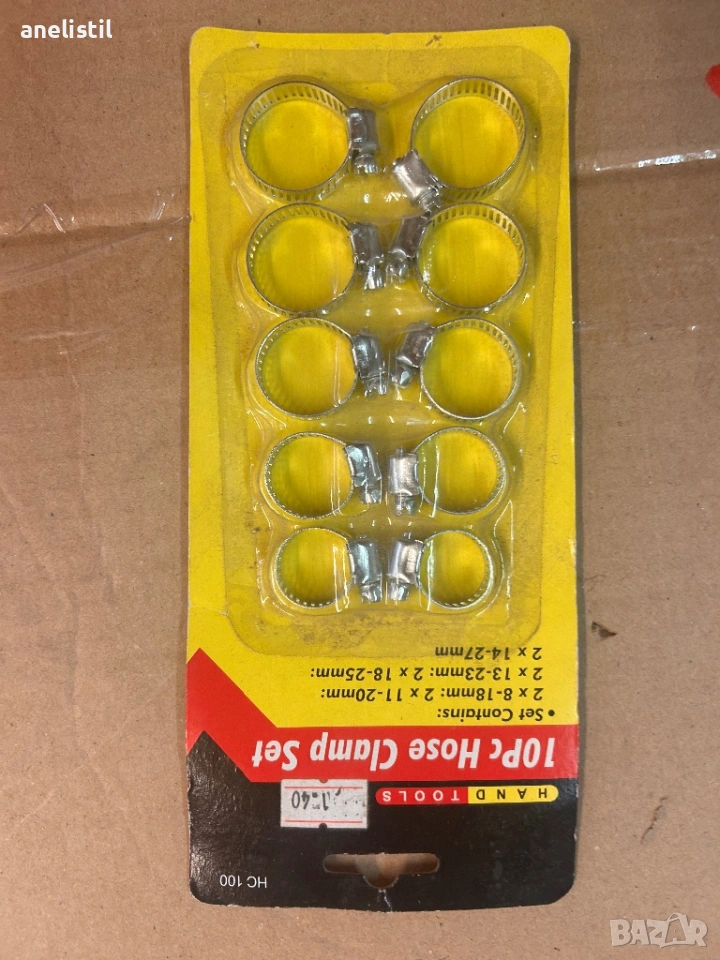 anelistil
HC 100
HAND TOOLS
10Pc Hose Clamp Set
• Set Contains:
2 x 8-18mm: 2 x 11-20mm:
2 x 13-23mm: 2 x 18-25mm:
2 x 14-27mm
BAZAR